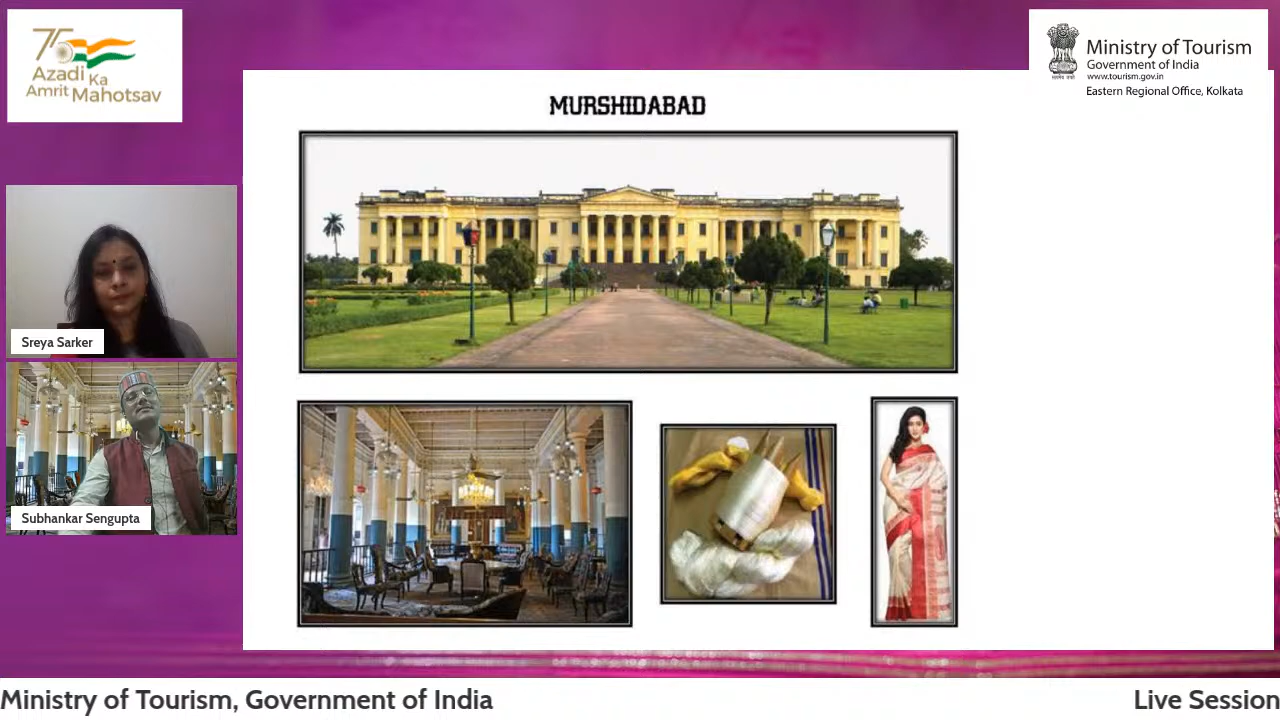 75
Azadi Ka
Amrit Mahotsav
Ministry of Tourism
Government of India
www.tourism.gov.in
Eastern Regional Office, Kolkata
MURSHIDABAD
Sreya Sarker
Subhankar Sengupta
Ministry of Tourism, Government of India
Live Session